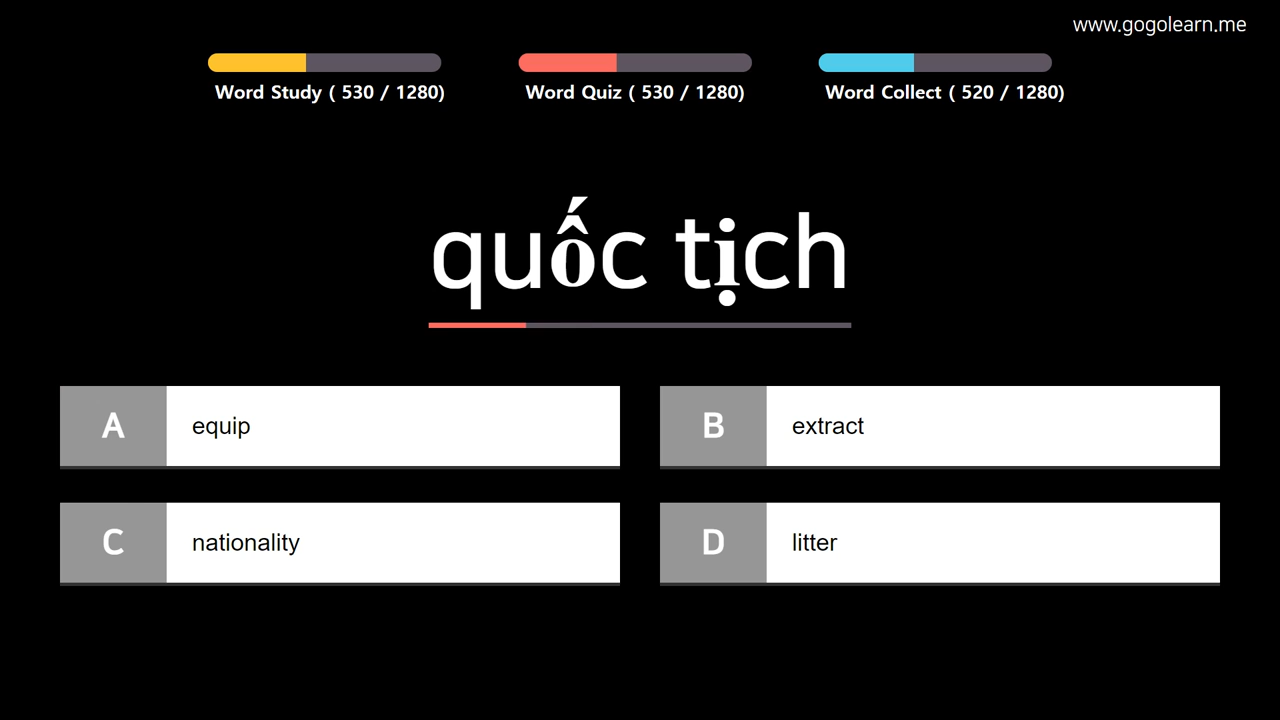 www.gogolearn.me
Word Study ( 530 / 1280)
Word Quiz ( 530 / 1280)
Word Collect ( 520 / 1280)
quốc tịch
A
equip
B
extract
C
nationality
D
litter